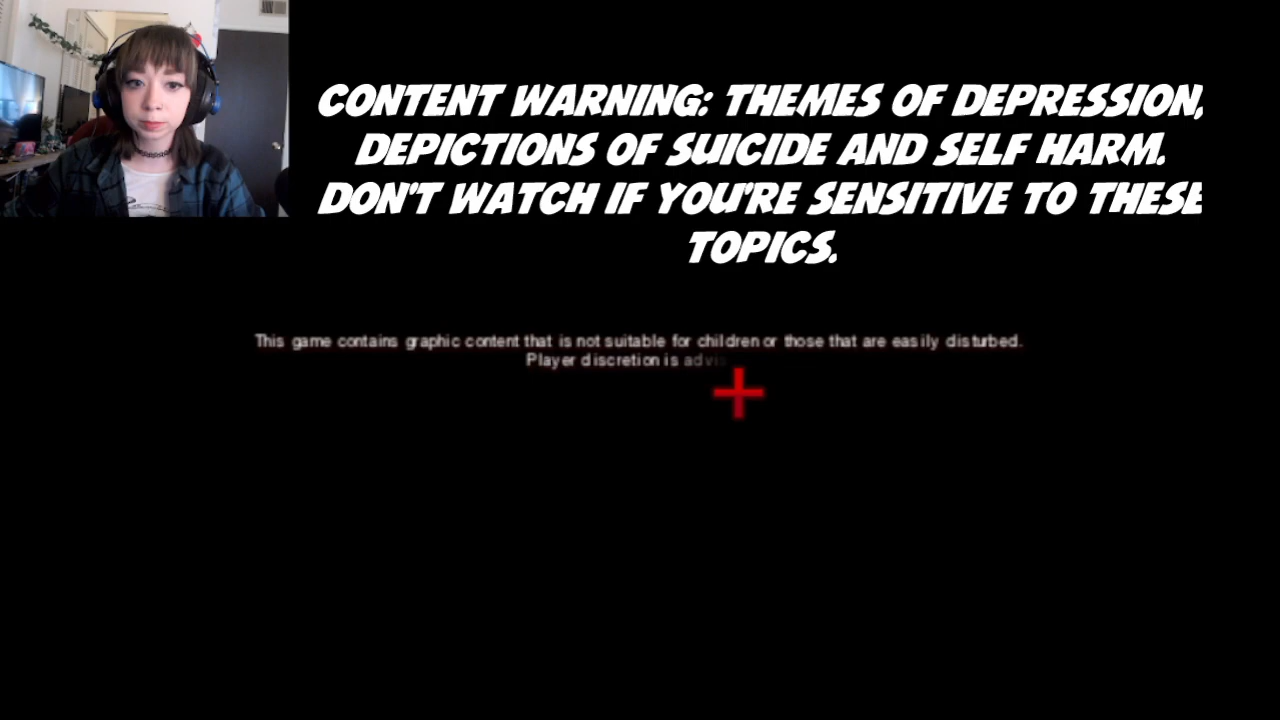 CONTENT WARNING: THEMES OF DEPRESSION,
DEPICTIONS OF SUICIDE AND SELF HARM.
DON'T WATCH IF YOU'RE SENSITIVE TO THESE
TOPICS.
This game contains graphic content that is not suitable for children or those that are easily disturbed.
Player discretion is advis